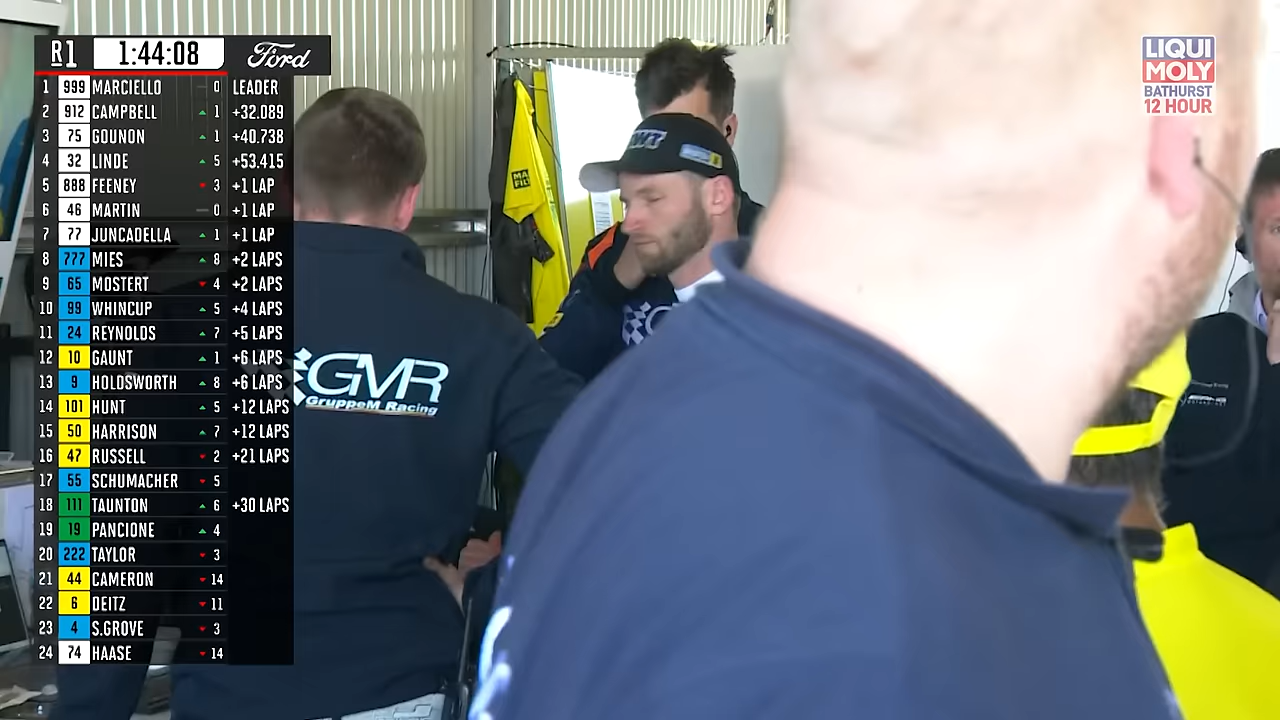 R1 1:44:08 Ford
1 999 MARCIELLO 0 LEADER
2 912 CAMPBELL 1 +32.089
3 75 GOUNON 1 +40.738
4 32 LINDE 5 +53.415
5 888 FEENEY 3 +1 LAP
6 46 MARTIN 0 +1 LAP
7 77 JUNCADELLA 1 +1 LAP
8 777 MIES 8 +2 LAPS
9 65 MOSTERT 4 +2 LAPS
10 99 WHINCUP 5 +4 LAPS
11 24 REYNOLDS 7 +5 LAPS
12 10 GAUNT 1 +6 LAPS
13 9 HOLDSWORTH 8 +6 LAPS
14 101 HUNT 5 +12 LAPS
15 50 HARRISON 7 +12 LAPS
16 47 RUSSELL 2 +21 LAPS
17 55 SCHUMACHER 5
18 111 TAUNTON 6 +30 LAPS
19 19 PANCIONE 4
20 222 TAYLOR 3
21 44 CAMERON 14
22 6 DEITZ 11
23 4 S.GROVE 3
24 74 HAASE 14
LIQUI
MOLY
BATHURST
12 HOUR
GMR
GruppeM Racing